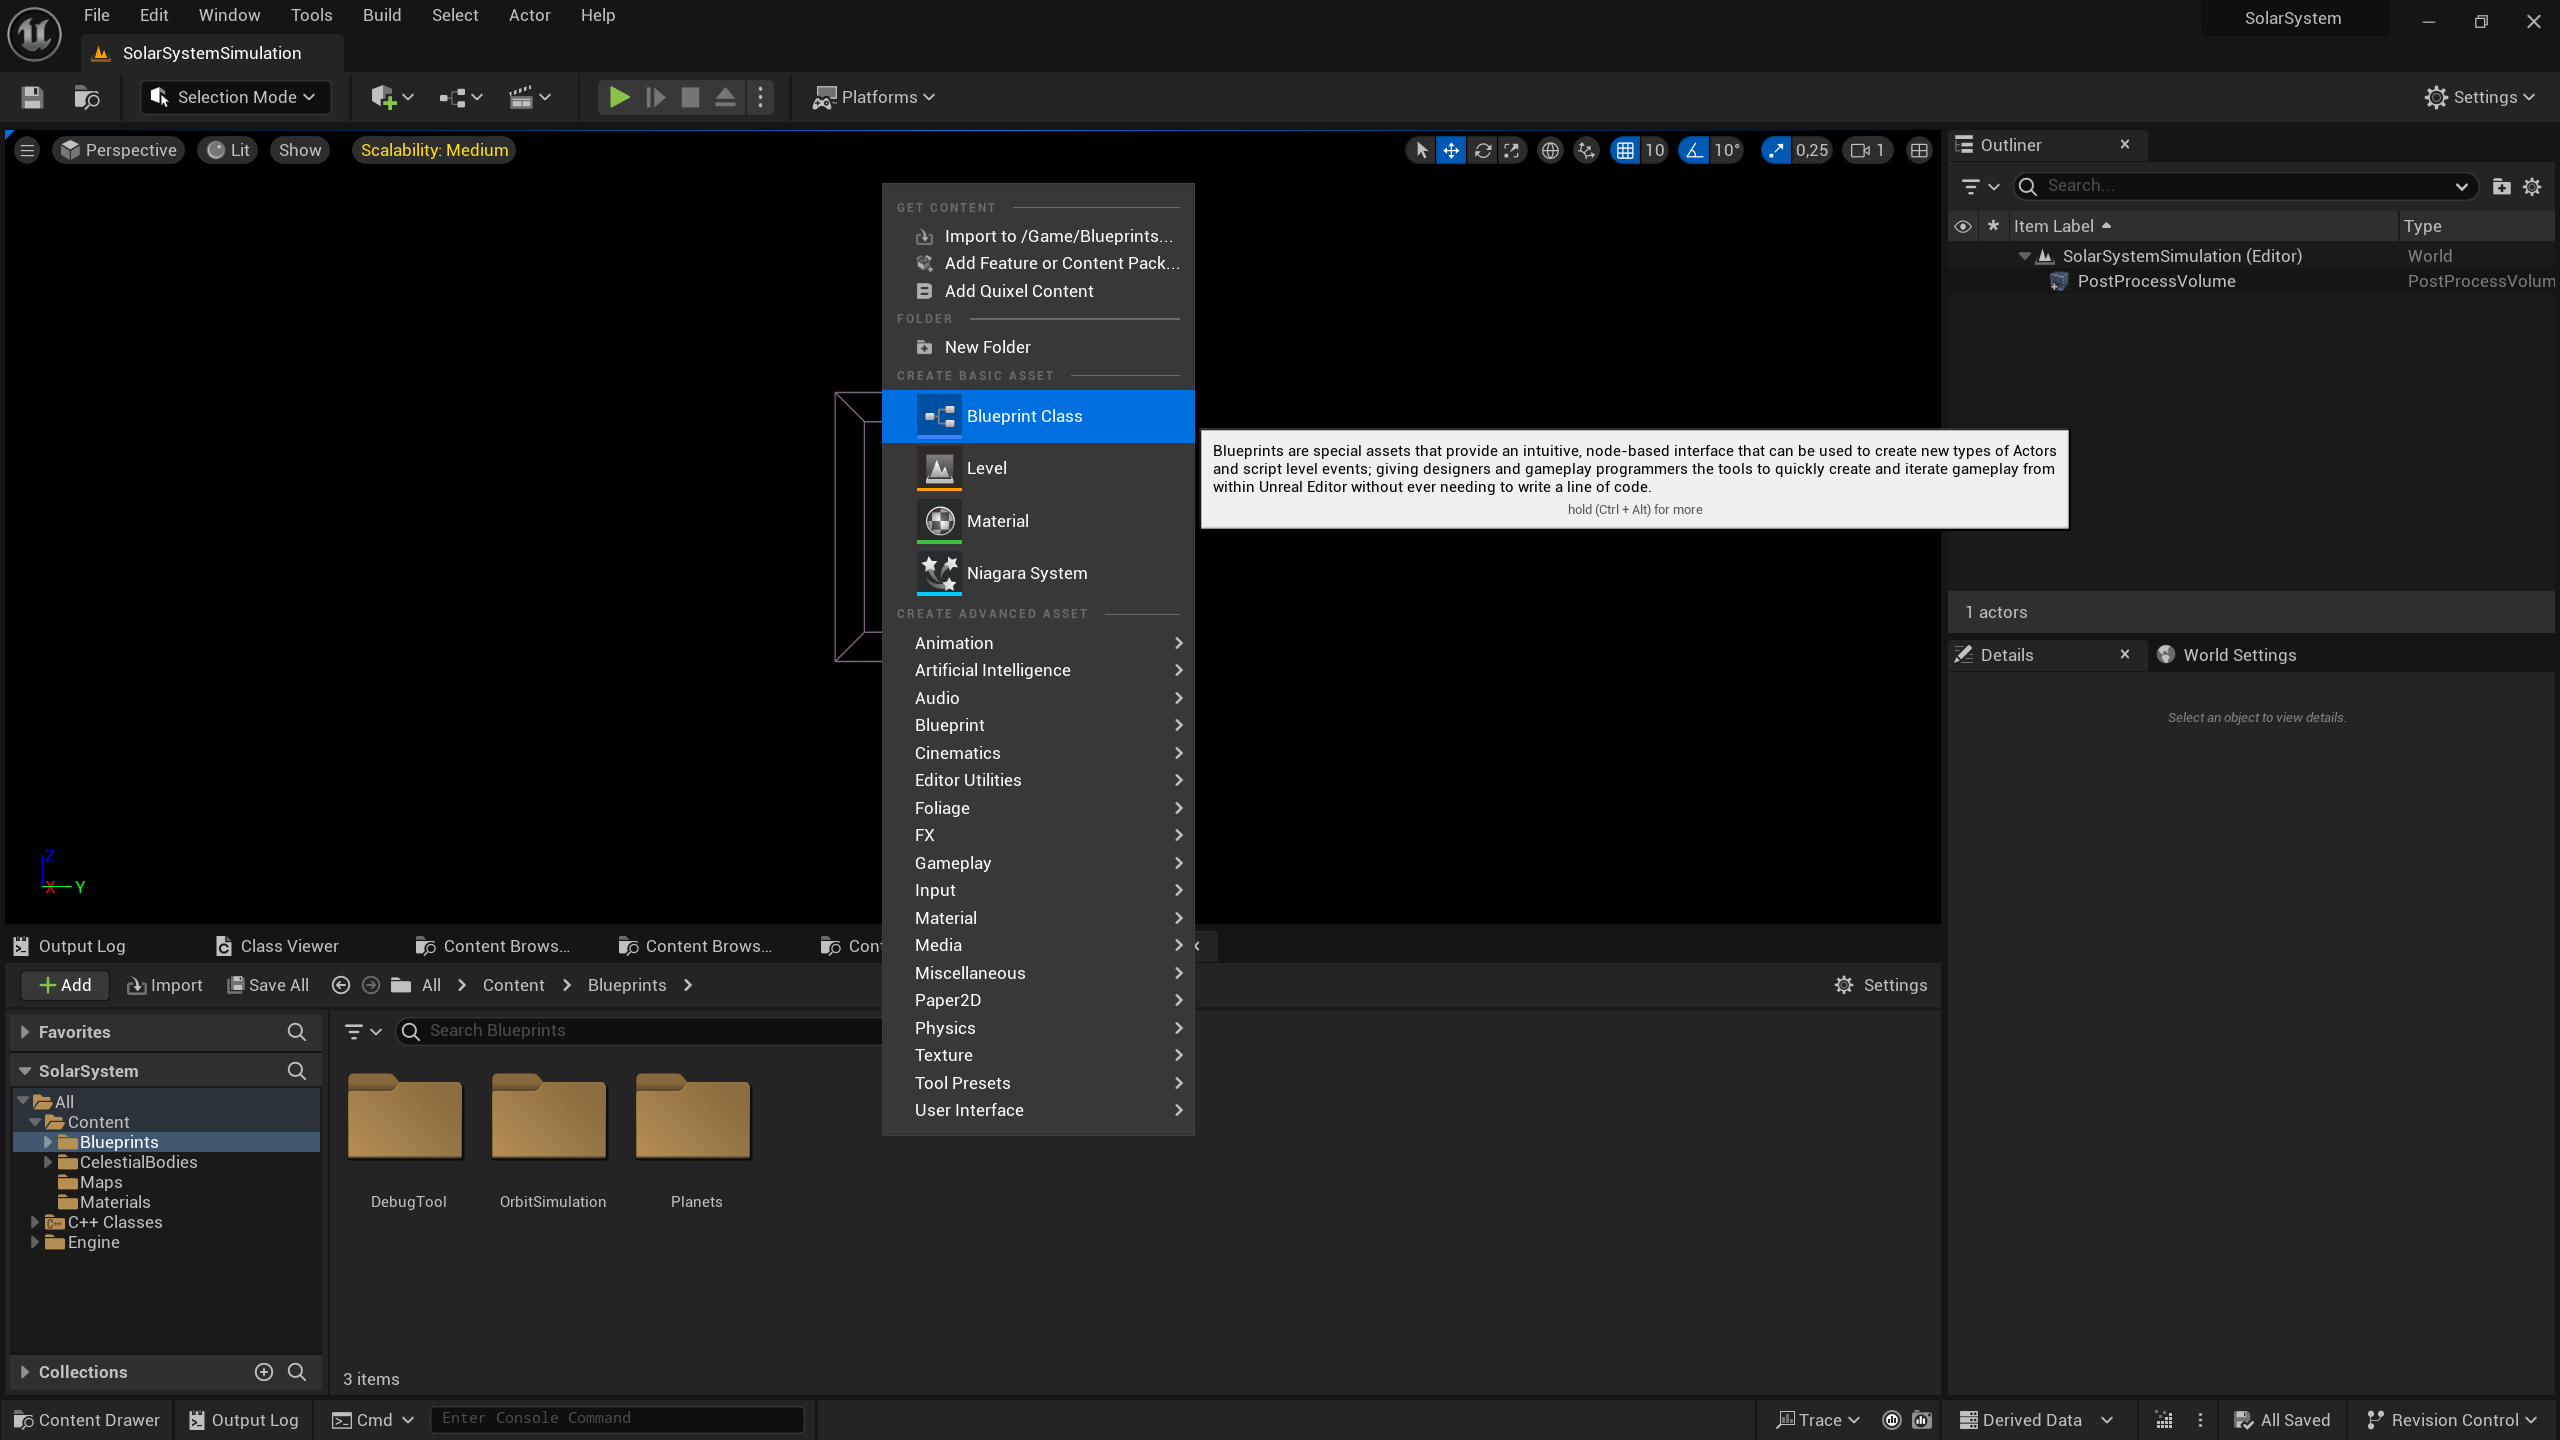 File Edit Window Tools Build Select Actor Help
SolarSystem
SolarSystemSimulation
Selection Mode
Platforms
Settings
Perspective Lit Show Scalability: Medium
10 10° 0,25 1
Outliner
Search...
Item Label Type
SolarSystemSimulation (Editor) World
PostProcessVolume PostProcessVolum
1 actors
Details World Settings
Select an object to view details.
GET CONTENT
Import to /Game/Blueprints...
Add Feature or Content Pack...
Add Quixel Content
FOLDER
New Folder
CREATE BASIC ASSET
Blueprint Class
Level
Material
Niagara System
CREATE ADVANCED ASSET
Animation
Artificial Intelligence
Audio
Blueprint
Cinematics
Editor Utilities
Foliage
FX
Gameplay
Input
Material
Media
Miscellaneous
Paper2D
Physics
Texture
Tool Presets
User Interface
Blueprints are special assets that provide an intuitive, node-based interface that can be used to create new types of Actors
and script level events; giving designers and gameplay programmers the tools to quickly create and iterate gameplay from
within Unreal Editor without ever needing to write a line of code.
hold (Ctrl + Alt) for more
Z
X Y
Output Log Class Viewer Content Brows... Content Brows... Con
Add Import Save All All Content Blueprints Settings
Favorites
Search Blueprints
SolarSystem
All
Content
Blueprints
CelestialBodies
Maps
Materials
C++ Classes
Engine
DebugTool OrbitSimulation Planets
Collections
3 items
Content Drawer Output Log Cmd Enter Console Command Trace Derived Data All Saved Revision Control